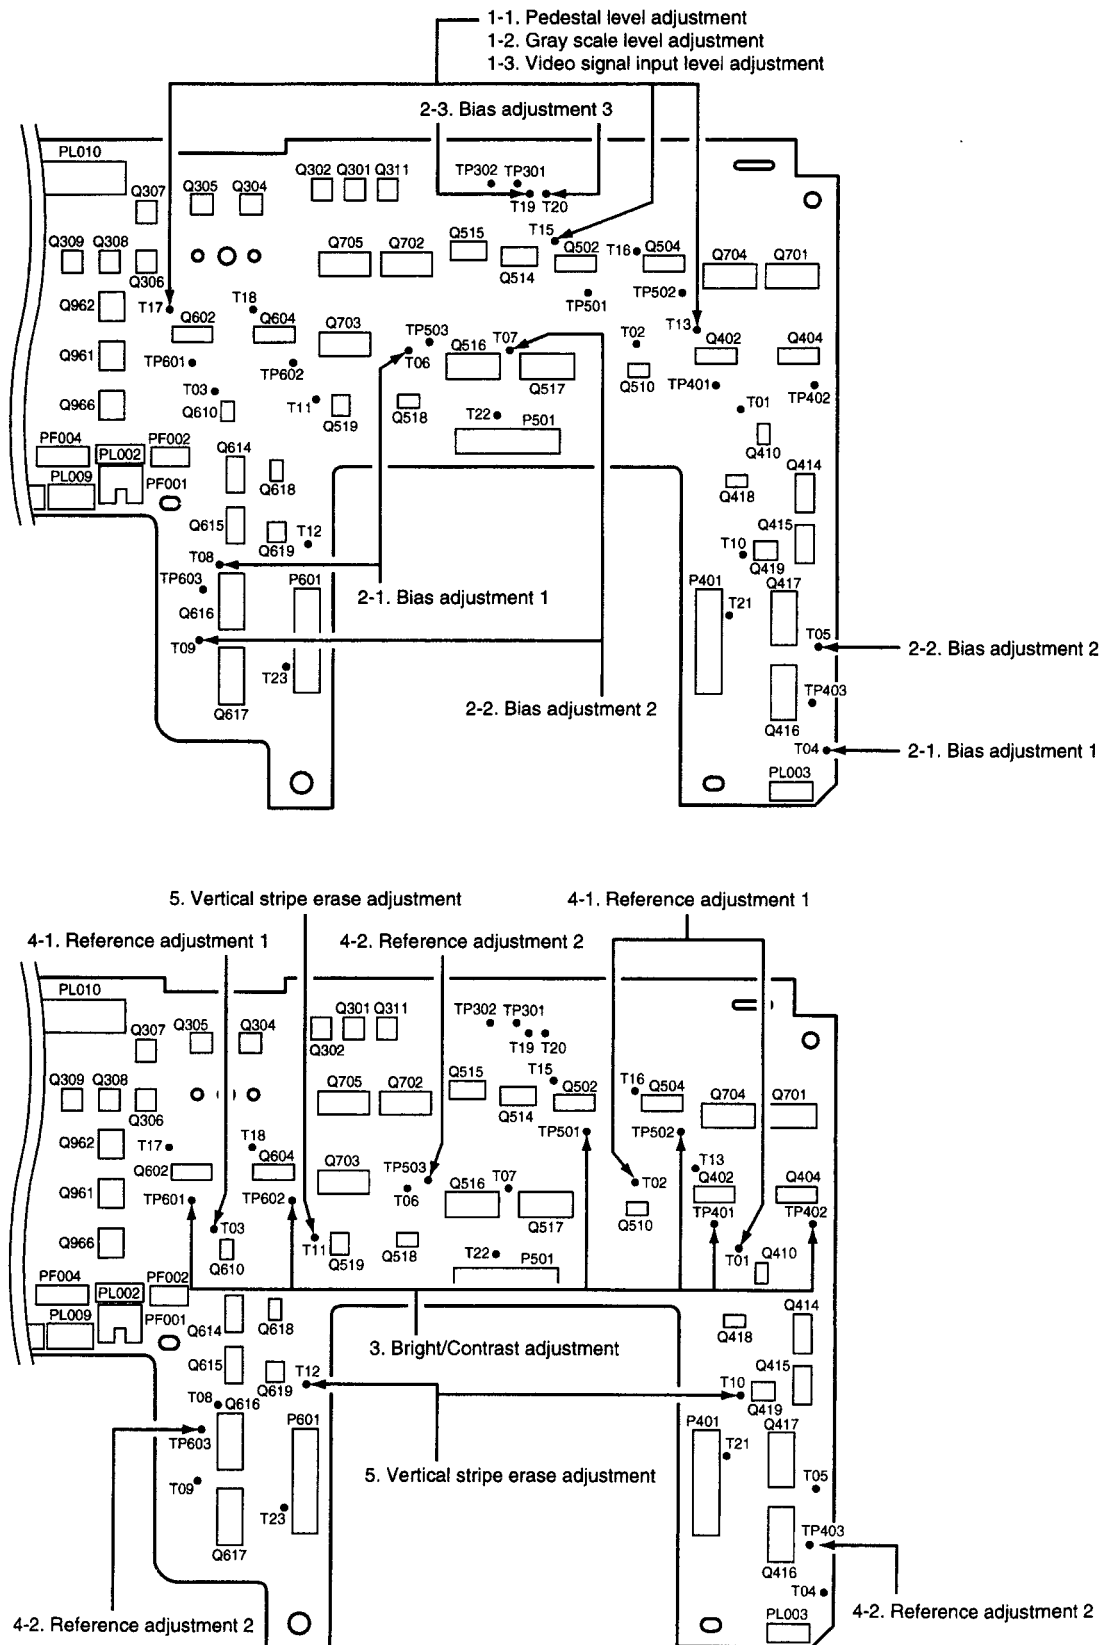 1-1. Pedestal level adjustment
1-2. Gray scale level adjustment
1-3. Video signal input level adjustment
2-3. Bias adjustment 3
PL010
Q307
Q305
Q304
Q302
Q301
Q311
TP302
TP301
T19
T20
T15
Q309
Q308
Q306
Q705
Q702
Q515
Q514
Q502
T16
Q504
Q704
Q701
TP501
TP502
Q962
T17
Q602
T18
Q604
Q703
TP503
T06
Q516
T07
Q517
T02
Q510
T13
Q402
Q404
Q961
TP601
TP602
TP401
TP402
Q966
T03
Q610
T11
Q519
Q518
T22
P501
T01
Q410
PF004
PL002
PF002
PL009
PF001
Q614
Q618
Q418
Q414
Q615
Q619
T12
T10
Q419
Q415
T08
TP603
Q616
P601
2-1. Bias adjustment 1
P401
T21
Q417
T09
T05
2-2. Bias adjustment 2
T23
Q617
2-2. Bias adjustment 2
TP403
Q416
T04
2-1. Bias adjustment 1
PL003
5. Vertical stripe erase adjustment
4-1. Reference adjustment 1
4-1. Reference adjustment 1
4-2. Reference adjustment 2
PL010
Q307
Q305
Q304
Q301
Q311
Q302
TP302
TP301
T19
T20
T15
Q309
Q308
Q306
Q705
Q702
Q515
Q514
Q502
T16
Q504
Q704
Q701
TP501
TP502
Q962
T17
Q602
T18
Q604
Q703
TP503
T06
Q516
T07
Q517
T02
Q510
T13
Q402
Q404
Q961
TP601
TP602
TP401
TP402
Q966
T03
Q610
T11
Q519
Q518
T22
P501
T01
Q410
PF004
PL002
PF002
PL009
PF001
Q614
Q618
3. Bright/Contrast adjustment
Q418
Q414
Q615
Q619
T12
T10
Q419
Q415
T08
Q616
TP603
P601
P401
T21
Q417
5. Vertical stripe erase adjustment
T09
T05
T23
Q617
TP403
Q416
T04
PL003
4-2. Reference adjustment 2
4-2. Reference adjustment 2